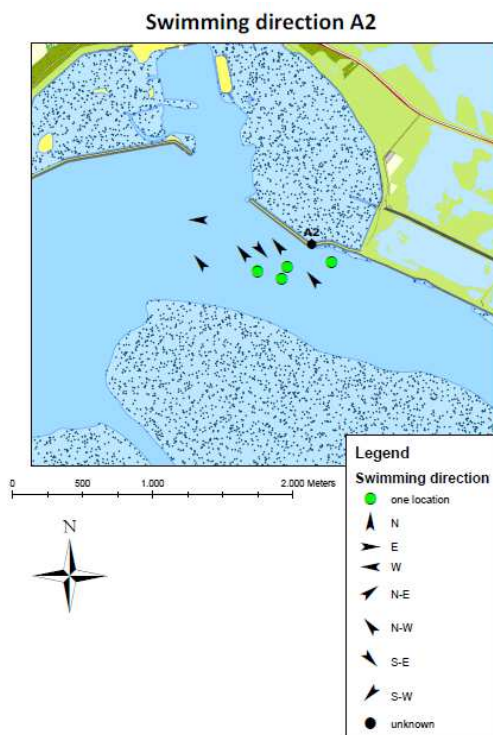 Swimming direction A2
A2
0 500 1.000 2.000 Meters
N
Legend
Swimming direction
one location
N
E
W
N-E
N-W
S-E
S-W
unknown